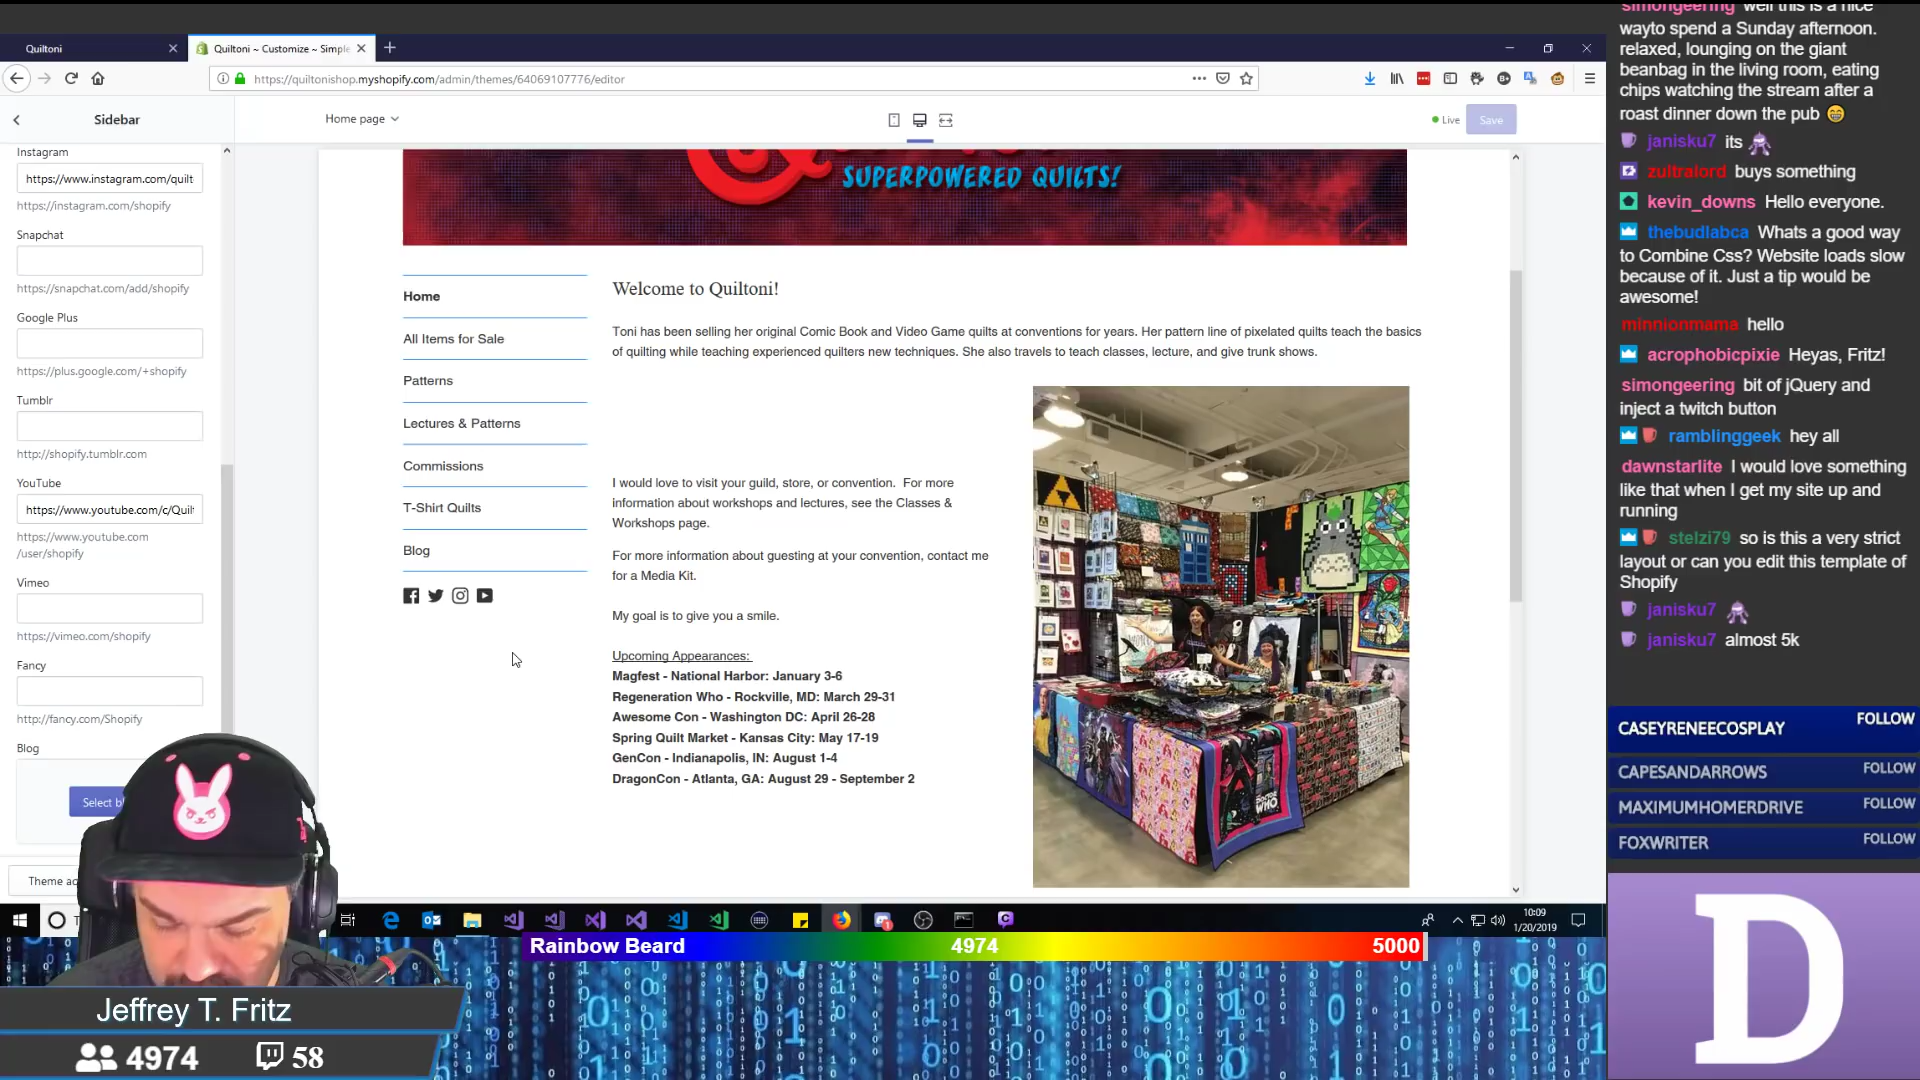 Quiltoni
Quiltoni ~ Customize ~ Simple
https://quiltonishop.myshopify.com/admin/themes/64069107776/editor
Sidebar
Home page
Live
Save
Instagram
https://www.instagram.com/quilt
https://instagram.com/shopify
Snapchat
https://snapchat.com/add/shopify
Google Plus
https://plus.google.com/+shopify
Tumblr
http://shopify.tumblr.com
YouTube
https://www.youtube.com/c/Quil
https://www.youtube.com
/user/shopify
Vimeo
https://vimeo.com/shopify
Fancy
http://fancy.com/Shopify
Blog
Select bl
Theme ac
SUPERPOWERED QUILTS!
Home
All Items for Sale
Patterns
Lectures & Patterns
Commissions
T-Shirt Quilts
Blog
Welcome to Quiltoni!
Toni has been selling her original Comic Book and Video Game quilts at conventions for years. Her pattern line of pixelated quilts teach the basics
of quilting while teaching experienced quilters new techniques. She also travels to teach classes, lecture, and give trunk shows.
I would love to visit your guild, store, or convention. For more
information about workshops and lectures, see the Classes &
Workshops page.
For more information about guesting at your convention, contact me
for a Media Kit.
My goal is to give you a smile.
Upcoming Appearances:
Magfest - National Harbor: January 3-6
Regeneration Who - Rockville, MD: March 29-31
Awesome Con - Washington DC: April 26-28
Spring Quilt Market - Kansas City: May 17-19
GenCon - Indianapolis, IN: August 1-4
DragonCon - Atlanta, GA: August 29 - September 2
DOCTOR
WHO
10:09
1/20/2019
Rainbow Beard 4974 5000
Jeffrey T. Fritz
4974 58
simongeering well this is a nice
wayto spend a Sunday afternoon.
relaxed, lounging on the giant
beanbag in the living room, eating
chips watching the stream after a
roast dinner down the pub
janisku7 its
zultralord buys something
kevin_downs Hello everyone.
thebudlabca Whats a good way
to Combine Css? Website loads slow
because of it. Just a tip would be
awesome!
minnionmama hello
acrophobicpixie Heyas, Fritz!
simongeering bit of jQuery and
inject a twitch button
ramblinggeek hey all
dawnstarlite I would love something
like that when I get my site up and
running
stelzi79 so is this a very strict
layout or can you edit this template of
Shopify
janisku7
janisku7 almost 5k
CASEYRENEECOSPLAY FOLLOW
CAPESANDARROWS FOLLOW
MAXIMUMHOMERDRIVE FOLLOW
FOXWRITER FOLLOW
D